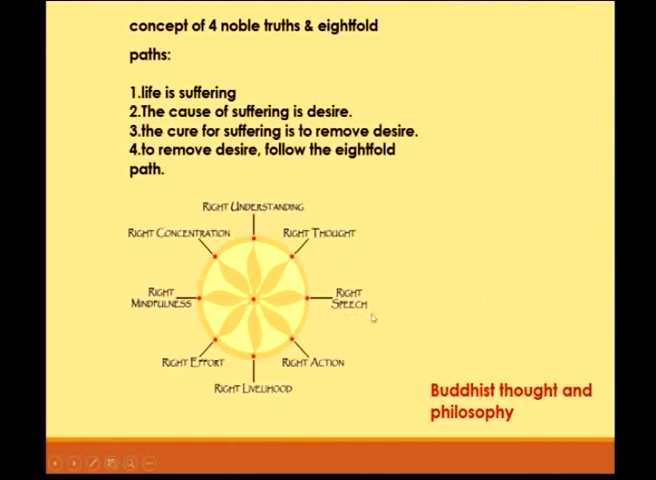 concept of 4 noble truths & eightfold
paths:
1.life is suffering
2.The cause of suffering is desire.
3.the cure for suffering is to remove desire.
4.to remove desire, follow the eightfold
path.
RIGHT UNDERSTANDING
RIGHT CONCENTRATION
RIGHT THOUGHT
RIGHT
MINDFULNESS
RIGHT
SPEECH
RIGHT EFFORT
RIGHT ACTION
RIGHT LIVELIHOOD
Buddhist thought and
philosophy